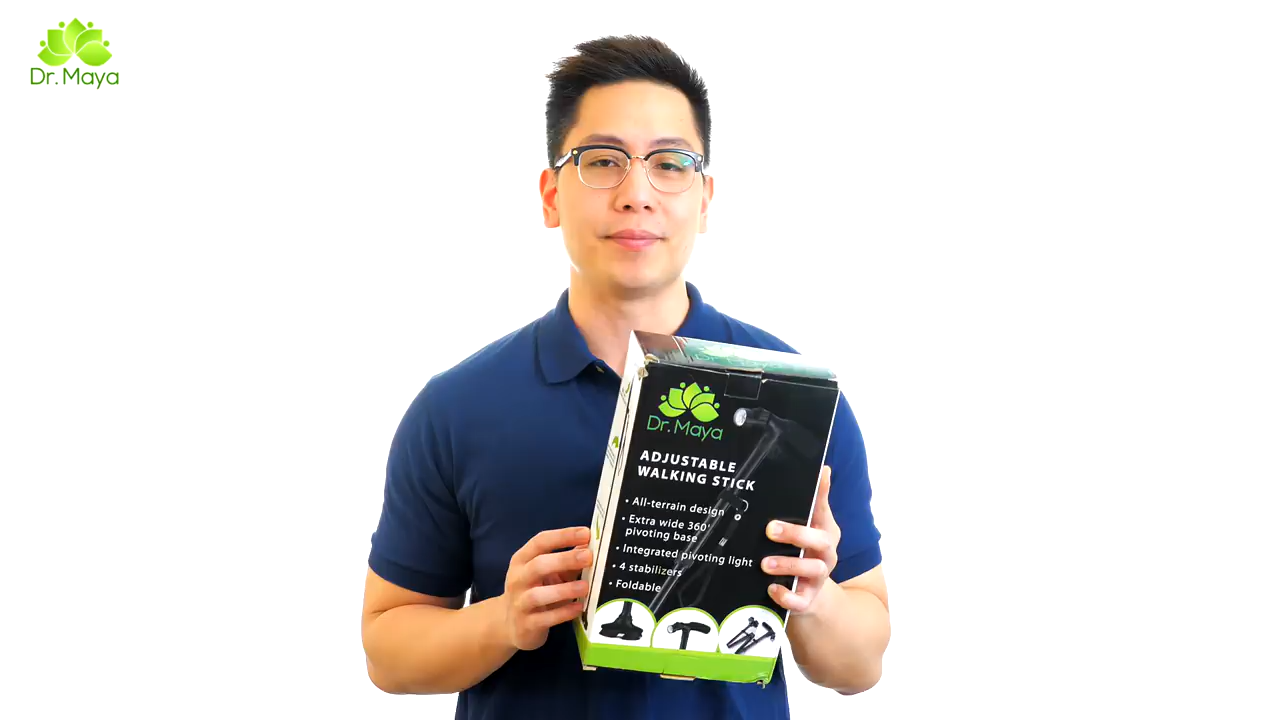 Dr. Maya
Dr. Maya
ADJUSTABLE
WALKING STICK
• All-terrain design
• Extra wide 360°
pivoting base
• Integrated pivoting light
• 4 stabilizers
• Foldable